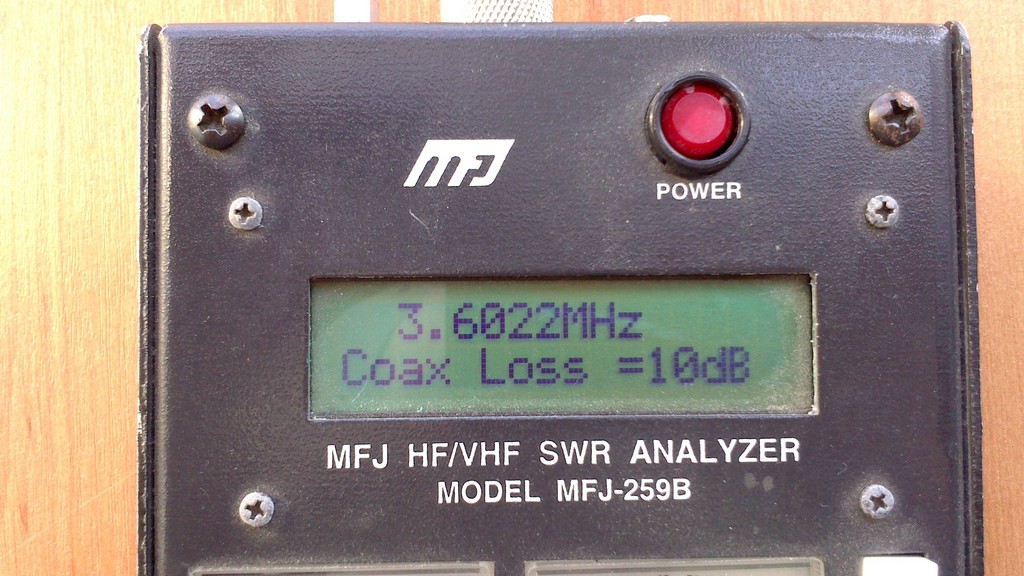 MFJ
POWER
3.6022MHz
Coax Loss =10dB
MFJ HF/VHF SWR ANALYZER
MODEL MFJ-259B